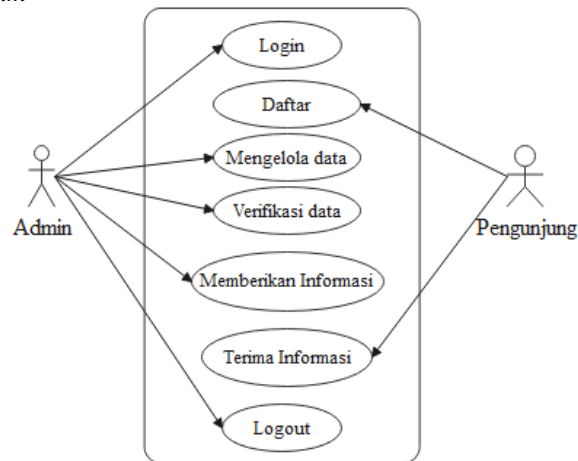 Login
Daftar
Mengelola data
Verifikasi data
Admin
Pengunjung
Memberikan Informasi
Terima Informasi
Logout